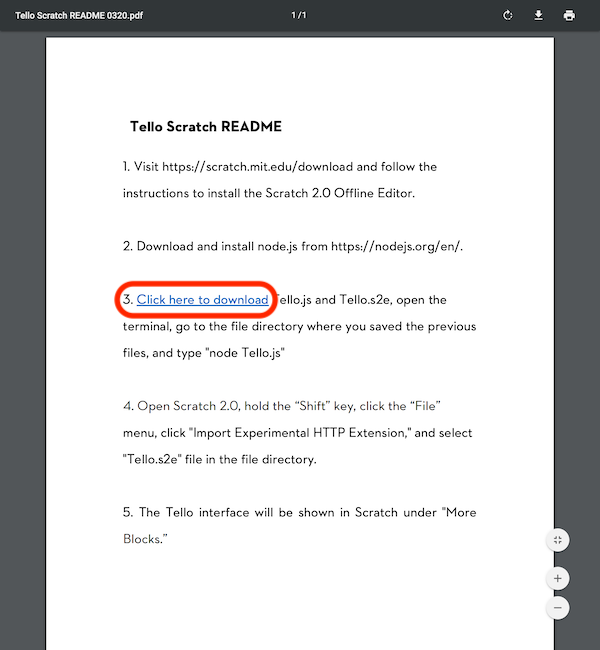 Tello Scratch README 0320.pdf
1 / 1
Tello Scratch README
1. Visit https://scratch.mit.edu/download and follow the
instructions to install the Scratch 2.0 Offline Editor.
2. Download and install node.js from https://nodejs.org/en/.
3. Click here to download Tello.js and Tello.s2e, open the
terminal, go to the file directory where you saved the previous
files, and type "node Tello.js"
4. Open Scratch 2.0, hold the “Shift” key, click the “File”
menu, click "Import Experimental HTTP Extension," and select
"Tello.s2e" file in the file directory.
5. The Tello interface will be shown in Scratch under "More
Blocks.”